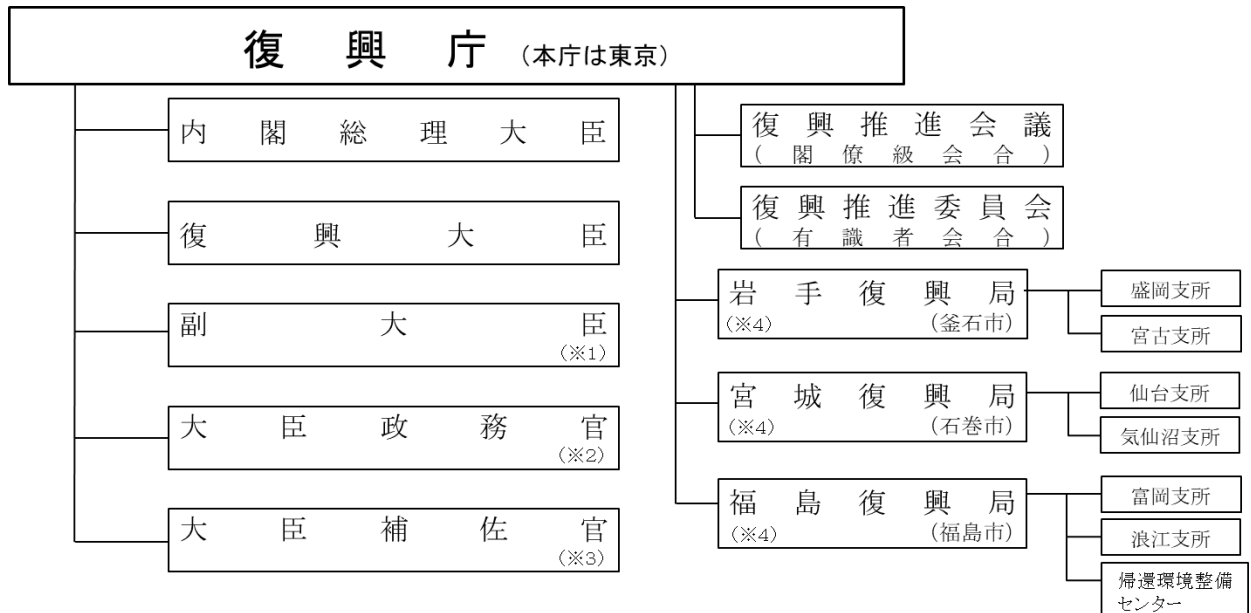 復興庁（本庁は東京）
内閣総理大臣
復興大臣
副大臣
（※1）
大臣政務官
（※2）
大臣補佐官
（※3）
復興推進会議
（閣僚級会合）
復興推進委員会
（有識者会合）
岩手復興局
（※4）（釜石市）
盛岡支所
宮古支所
宮城復興局
（※4）（石巻市）
仙台支所
気仙沼支所
福島復興局
（※4）（福島市）
富岡支所
浪江支所
帰還環境整備
センター